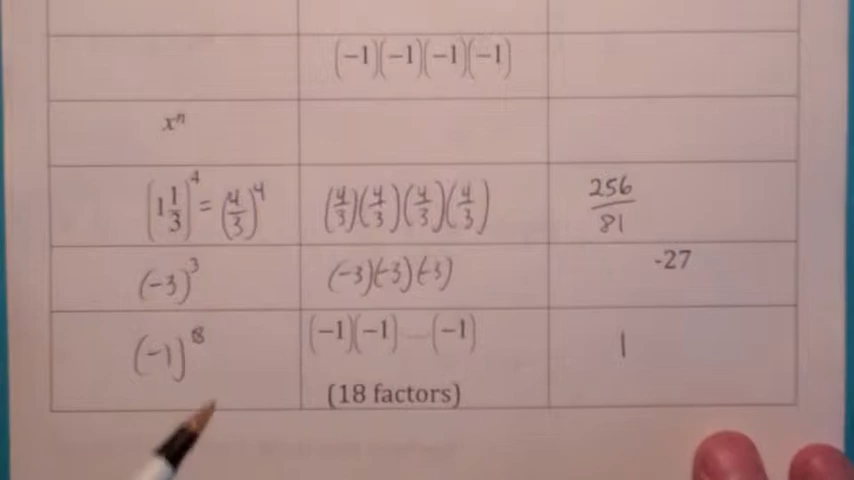 (−1)(−1)(−1)(−1)
xⁿ
(1 1/3)⁴ = (4/3)⁴ (4/3)(4/3)(4/3)(4/3) 256/81
(−3)³ (−3)(−3)(−3) -27
(−1)⁸ (−1)(−1)....(−1) 1
(18 factors)